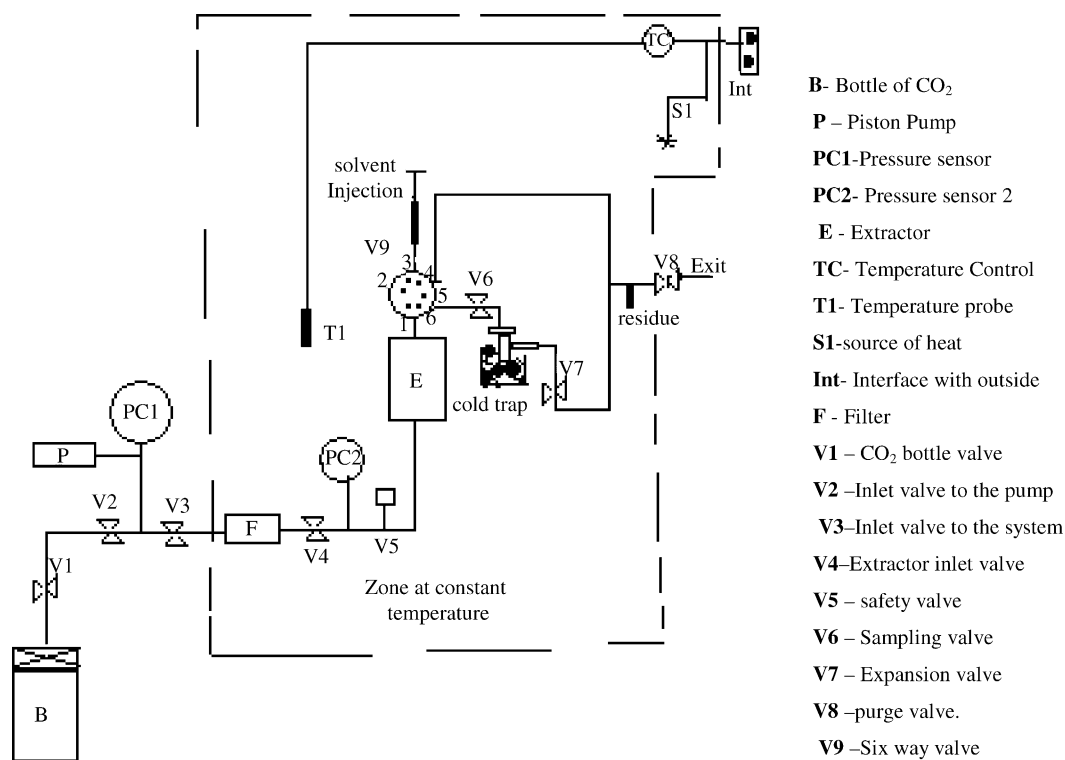 TC
Int
S1
solvent
Injection
V9
3
4
2
5
1
6
V6
V8
Exit
residue
T1
E
V7
cold trap
PC1
P
PC2
V2
V3
F
V4
V5
V1
Zone at constant
temperature
B
B- Bottle of CO₂
P – Piston Pump
PC1-Pressure sensor
PC2- Pressure sensor 2
E - Extractor
TC- Temperature Control
T1- Temperature probe
S1-source of heat
Int- Interface with outside
F - Filter
V1 – CO₂ bottle valve
V2 –Inlet valve to the pump
V3–Inlet valve to the system
V4–Extractor inlet valve
V5 – safety valve
V6 – Sampling valve
V7 – Expansion valve
V8 –purge valve.
V9 –Six way valve